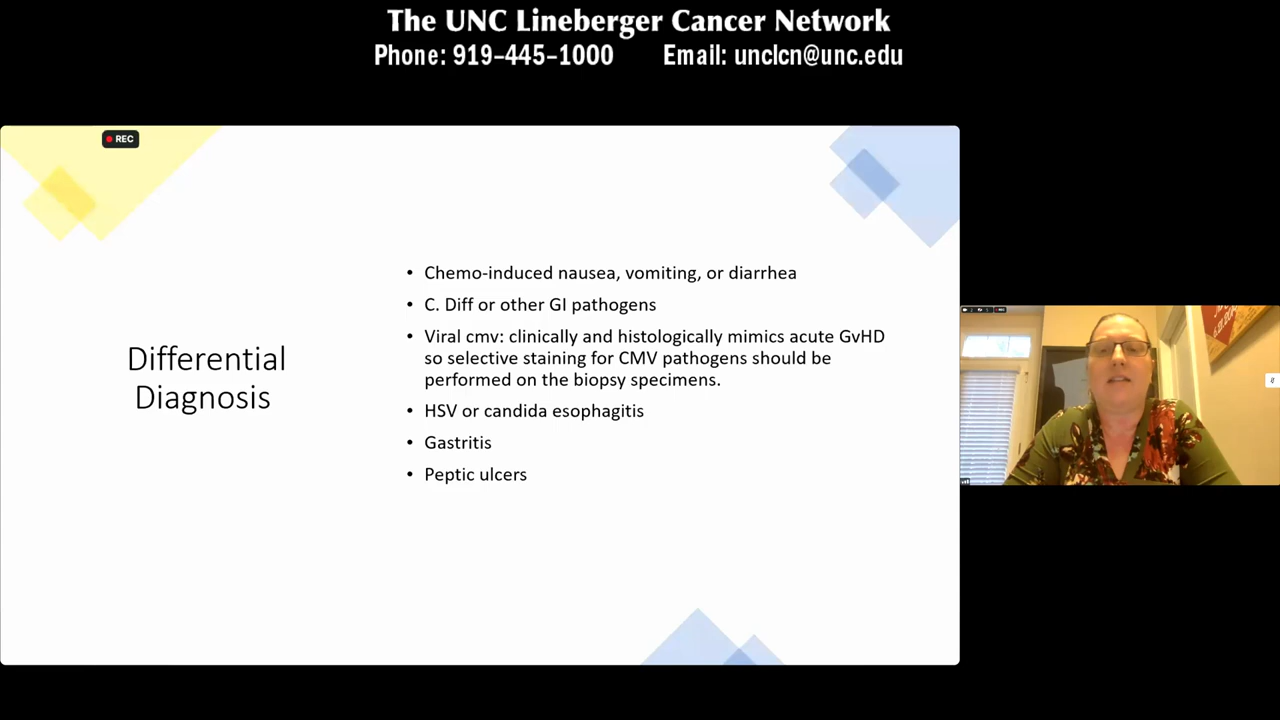 The UNC Lineberger Cancer Network
Phone: 919-445-1000 Email: unclcn@unc.edu
REC
Differential
Diagnosis
• Chemo-induced nausea, vomiting, or diarrhea
• C. Diff or other GI pathogens
• Viral cmv: clinically and histologically mimics acute GvHD
so selective staining for CMV pathogens should be
performed on the biopsy specimens.
• HSV or candida esophagitis
• Gastritis
• Peptic ulcers